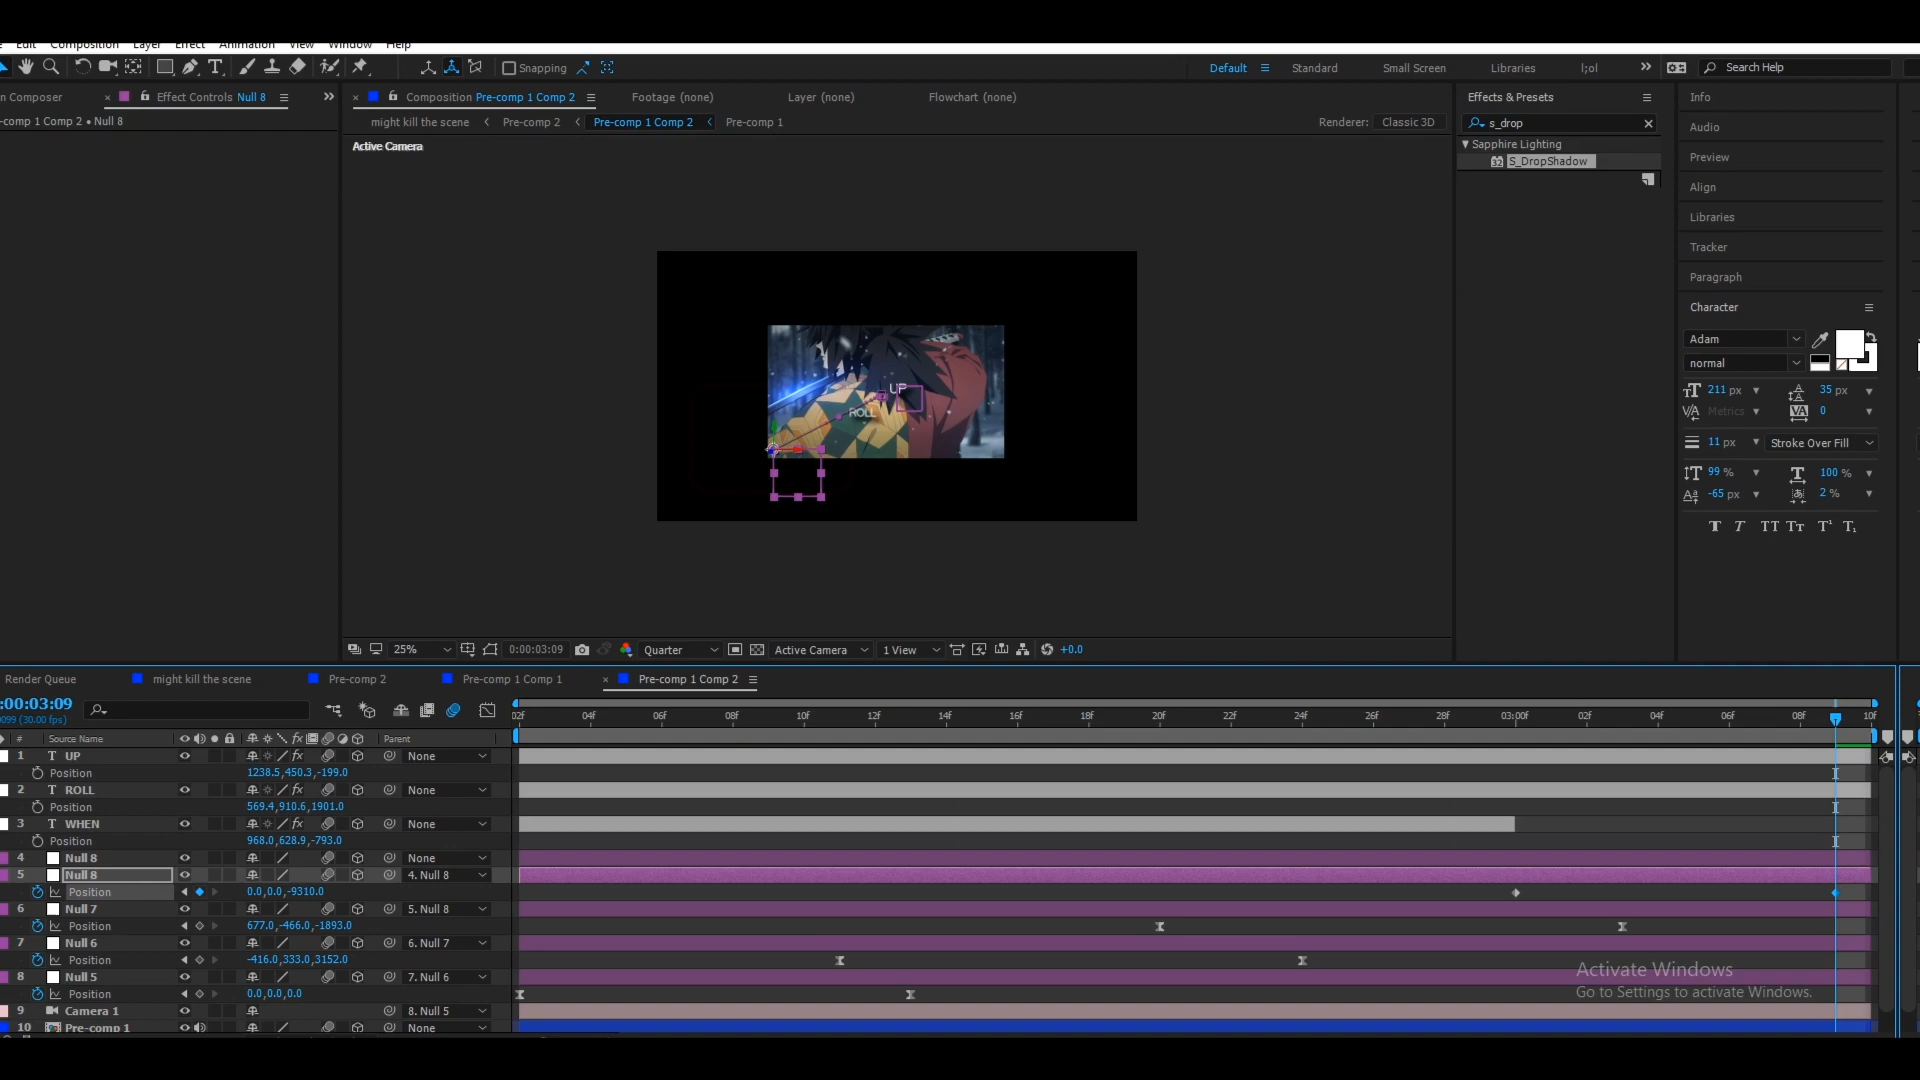 Edit Composition Layer Effect Animation View Window Help
Snapping Default Standard Small Screen Libraries l;ol Search Help
n Composer Effect Controls Null 8 Composition Pre-comp 1 Comp 2 Footage (none) Layer (none) Flowchart (none) Effects & Presets Info
-comp 1 Comp 2 • Null 8 might kill the scene Pre-comp 2 Pre-comp 1 Comp 2 Pre-comp 1 Renderer: Classic 3D s_drop Audio
Active Camera
Sapphire Lighting
S_DropShadow
Preview
Align
Libraries
Tracker
Paragraph
Character
Adam
normal
211 px 35 px
Metrics 0
11 px Stroke Over Fill
99 % 100 %
-65 px 2 %
T T TT Tт T¹ T₁
UP
ROLL
25% 0:00:03:09 Quarter Active Camera 1 View +0.0
Render Queue might kill the scene Pre-comp 2 Pre-comp 1 Comp 1 Pre-comp 1 Comp 2
:00:03:09
0099 (30.00 fps)
02f 04f 06f 08f 10f 12f 14f 16f 18f 20f 22f 24f 26f 28f 03:00f 02f 04f 06f 08f 10f
# Source Name Parent
1 UP None
Position 1238.5,450.3,-199.0
2 ROLL None
Position 569.4,910.6,1901.0
3 WHEN None
Position 968.0,628.9,-793.0
4 Null 8 None
5 Null 8 4. Null 8
Position 0.0,0.0,-9310.0
6 Null 7 5. Null 8
Position 677.0,-466.0,-1893.0
7 Null 6 6. Null 7
Position -416.0,333.0,3152.0
8 Null 5 7. Null 6
Position 0.0,0.0,0.0
9 Camera 1 8. Null 5
10 Pre-comp 1 None
Activate Windows
Go to Settings to activate Windows.